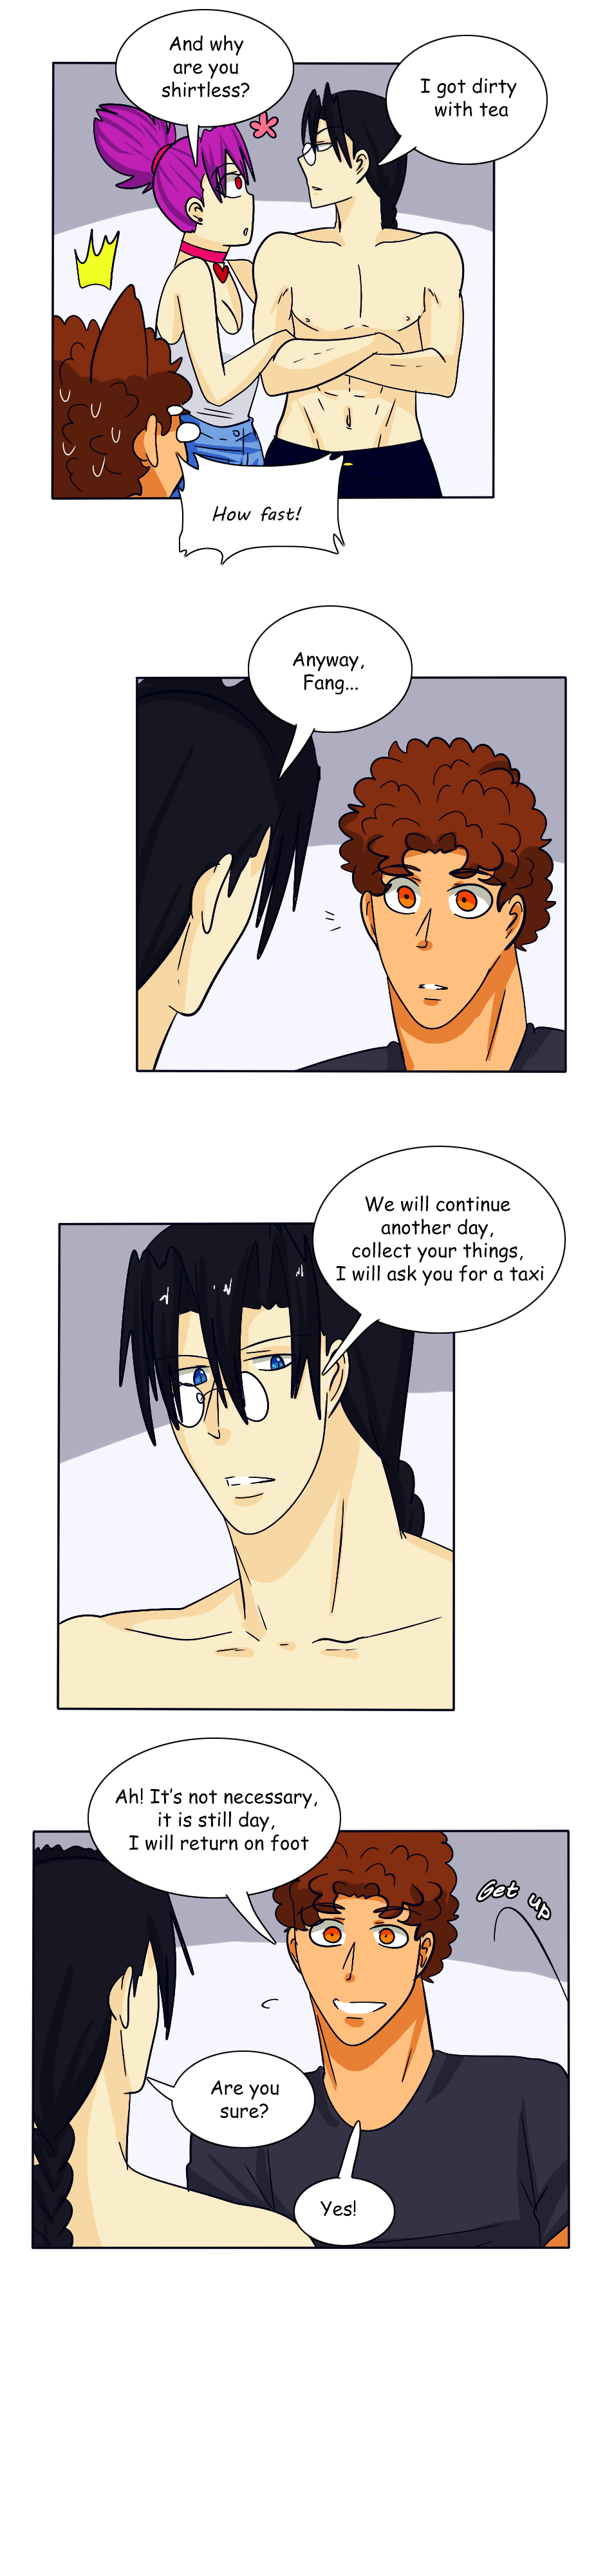 And why
are you
shirtless?
I got dirty
with tea
How fast!
Anyway,
Fang...
We will continue
another day,
collect your things,
I will ask you for a taxi
Ah! It's not necessary,
it is still day,
I will return on foot
Get up
Are you
sure?
Yes!